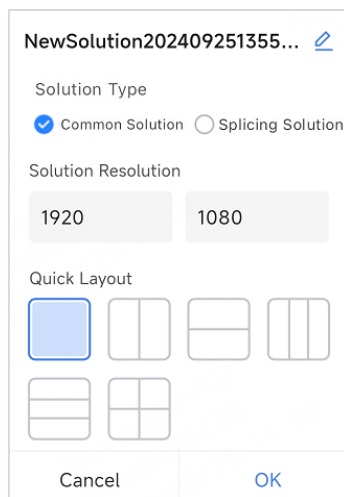 NewSolution202409251355...
Solution Type
Common Solution Splicing Solution
Solution Resolution
1920 1080
Quick Layout
Cancel OK